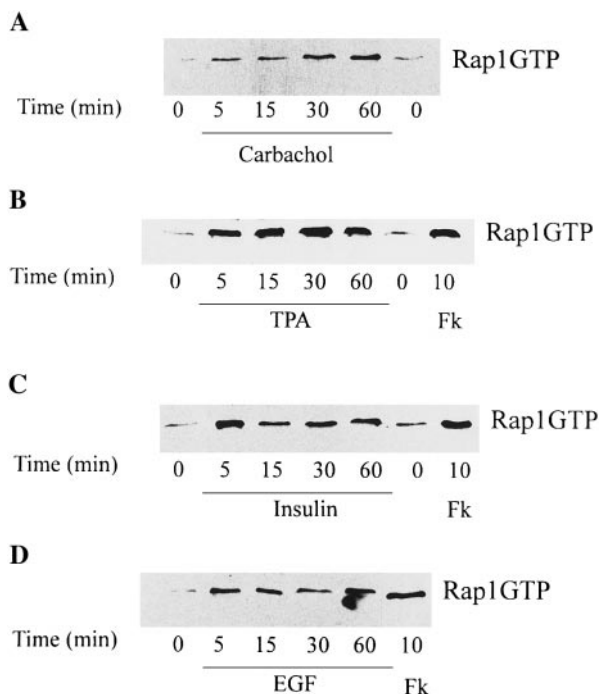 A
Rap1GTP
Time (min) 0 5 15 30 60 0
Carbachol
B
Rap1GTP
Time (min) 0 5 15 30 60 0 10
TPA Fk
C
Rap1GTP
Time (min) 0 5 15 30 60 0 10
Insulin Fk
D
Rap1GTP
Time (min) 0 5 15 30 60 10
EGF Fk